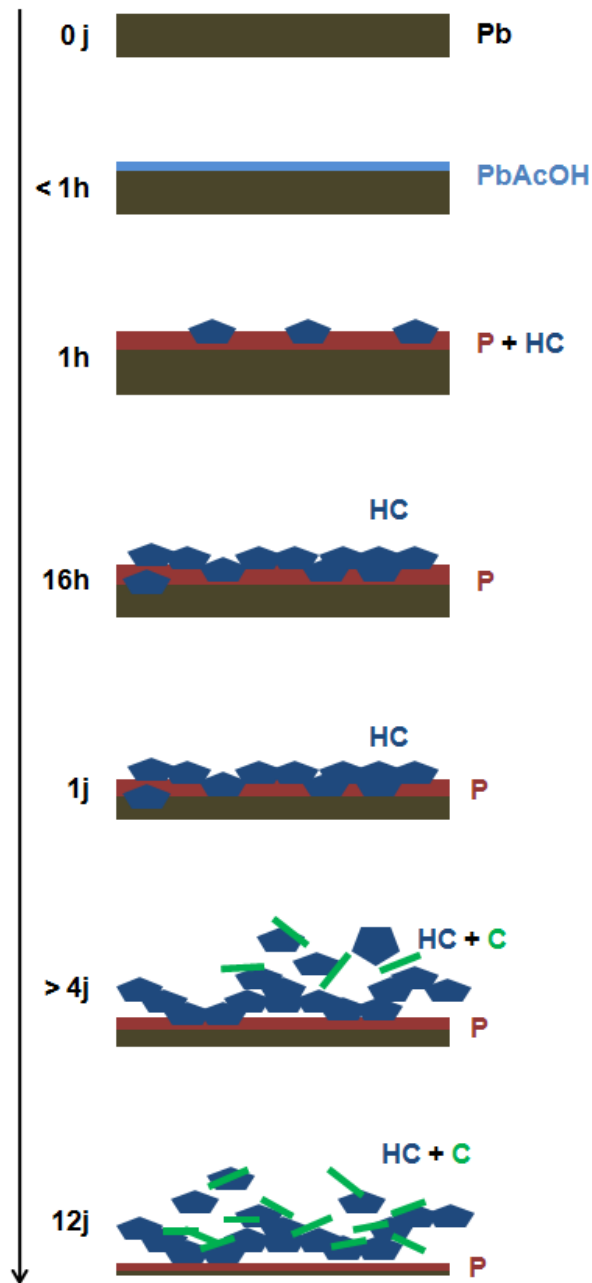 0 j Pb
< 1h PbAcOH
1h P + HC
HC
16h P
HC
1j P
HC + C
> 4j
P
HC + C
12j
P